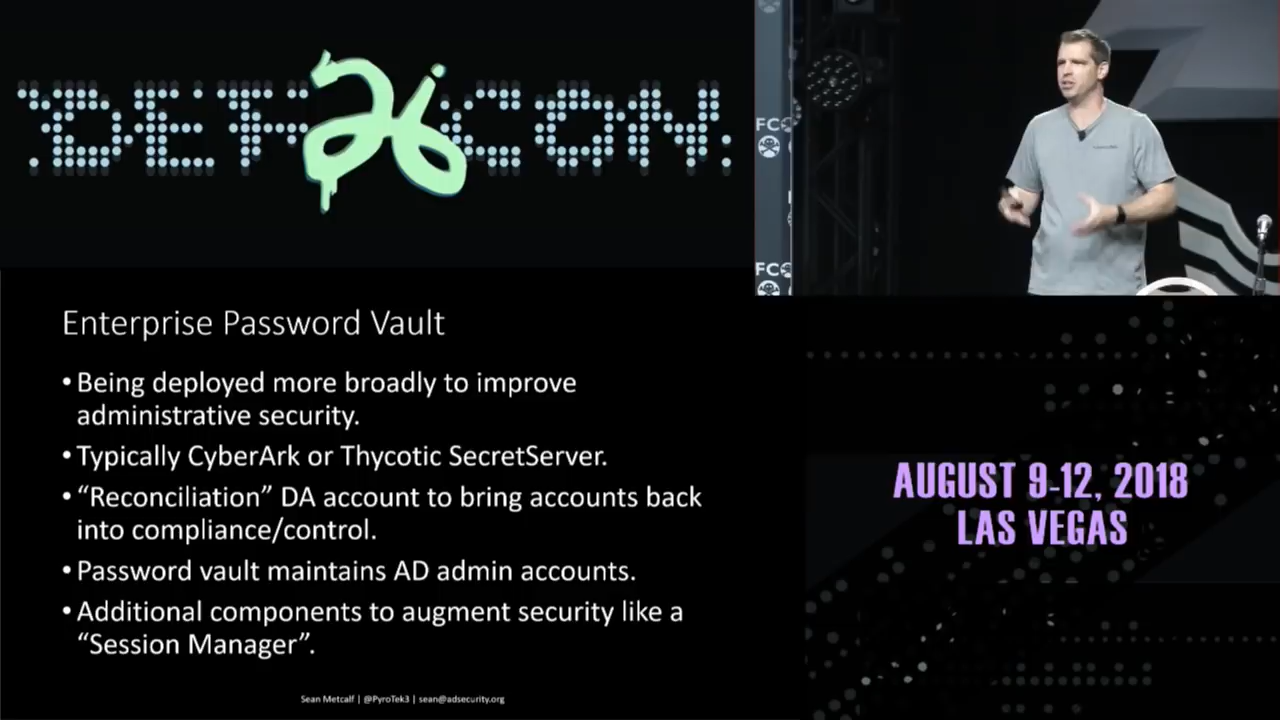 DEF 26 CON
FC
FC
Enterprise Password Vault
• Being deployed more broadly to improve
administrative security.
• Typically CyberArk or Thycotic SecretServer.
• “Reconciliation” DA account to bring accounts back
into compliance/control.
• Password vault maintains AD admin accounts.
• Additional components to augment security like a
“Session Manager”.
AUGUST 9-12, 2018
LAS VEGAS
Sean Metcalf | @PyroTek3 | sean@adsecurity.org